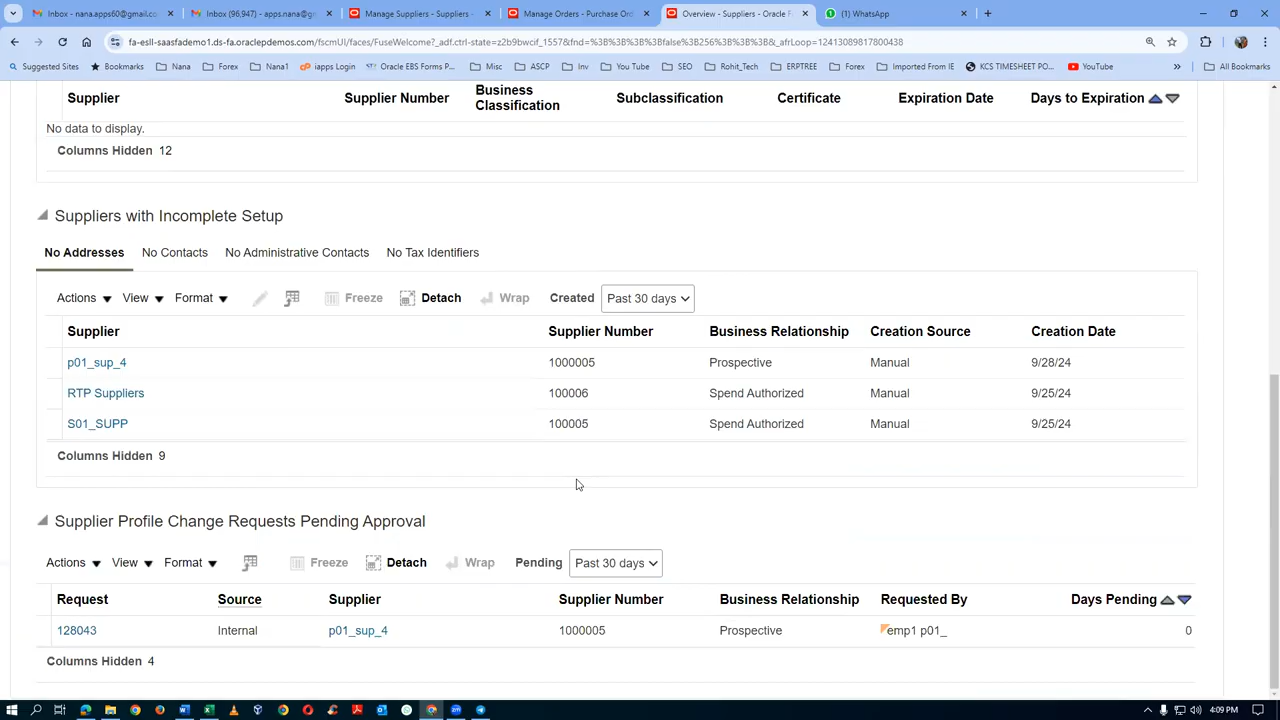 Inbox - nana.apps60@gmail.co
Inbox (96,947) - apps.nana@g
Manage Suppliers - Suppliers -
Manage Orders - Purchase Ord
Overview - Suppliers - Oracle F
(1) WhatsApp
fa-esll-saasfademo1.ds-fa.oraclepdemos.com/fscmUI/faces/FuseWelcome?_adf.ctrl-state=z2b9bwcif_1557&fnd=%3B%3B%3B%3Bfalse%3B256%3B%3B%3B&_afrLoop=12413089817800438
Suggested Sites
Bookmarks
Nana
Forex
Nana1
iapps Login
Oracle EBS Forms P...
Misc
ASCP
Inv
You Tube
SEO
Rohit_Tech
ERPTREE
Forex
Imported From IE
KCS TIMESHEET PO...
YouTube
»
All Bookmarks
Supplier Supplier Number Business Classification Subclassification Certificate Expiration Date Days to Expiration
No data to display.
Columns Hidden 12
Suppliers with Incomplete Setup
No Addresses No Contacts No Administrative Contacts No Tax Identifiers
Actions View Format Freeze Detach Wrap Created Past 30 days
Supplier Supplier Number Business Relationship Creation Source Creation Date
p01_sup_4 1000005 Prospective Manual 9/28/24
RTP Suppliers 100006 Spend Authorized Manual 9/25/24
S01_SUPP 100005 Spend Authorized Manual 9/25/24
Columns Hidden 9
Supplier Profile Change Requests Pending Approval
Actions View Format Freeze Detach Wrap Pending Past 30 days
Request Source Supplier Supplier Number Business Relationship Requested By Days Pending
128043 Internal p01_sup_4 1000005 Prospective emp1 p01_ 0
Columns Hidden 4
4:09 PM